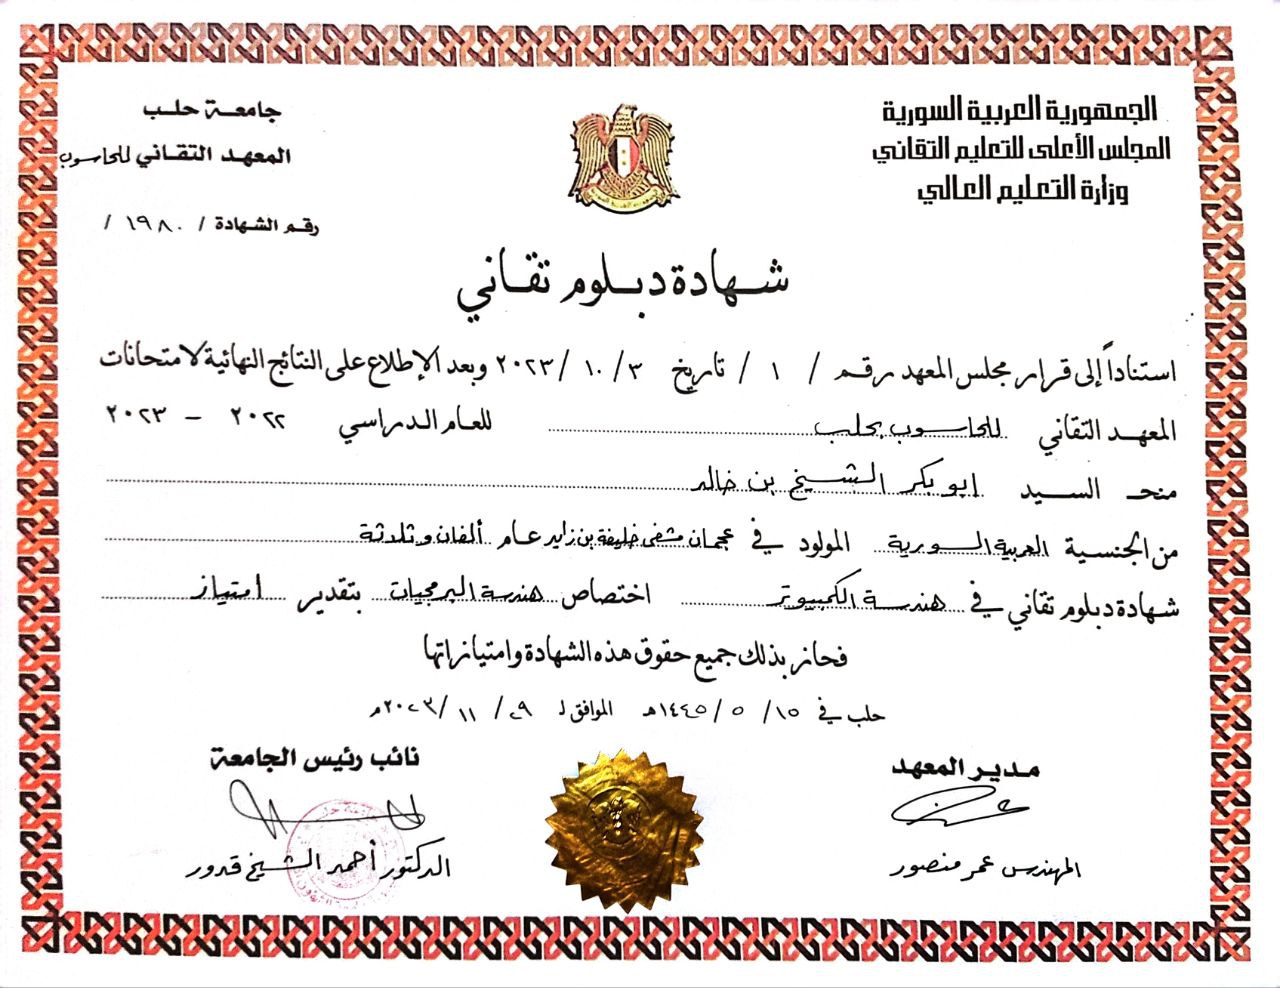 الجمهورية العربية السورية
المجلس الأعلى للتعليم التقاني
وزارة التعليم العالي
جامعة حلب
المعهد التقاني للحاسوب
رقم الشهادة / ١٩٨٠ /
شهادة دبلوم تقاني
استناداً إلى قرار مجلس المعهد رقم / ١ / تاريخ ٣ / ١٠ / ٢٠٢٣ وبعد الإطلاع على النتائج النهائية لامتحانات
المعهد التقاني للحاسوب بحلب للعام الدراسي ٢٠٢٢ - ٢٠٢٣
منح السيد ابو بكر الشيخ بن خالد
من الجنسية العربية السورية المولود في عجمان مشفى خليفة بن زايد عام ألفان وثلاثة
شهادة دبلوم تقاني في هندسة الكمبيوتر اختصاص هندسة البرمجيات بتقدير امتياز
فحاز بذلك جميع حقوق هذه الشهادة وامتيازاتها
حلب في ١٥ / ٥ / ١٤٤٥هـ الموافق لـ ٢٩ / ١١ / ٢٠٢٣م
مدير المعهد
المهندس عمر منصور
نائب رئيس الجامعة
الدكتور أحمد الشيخ قدور